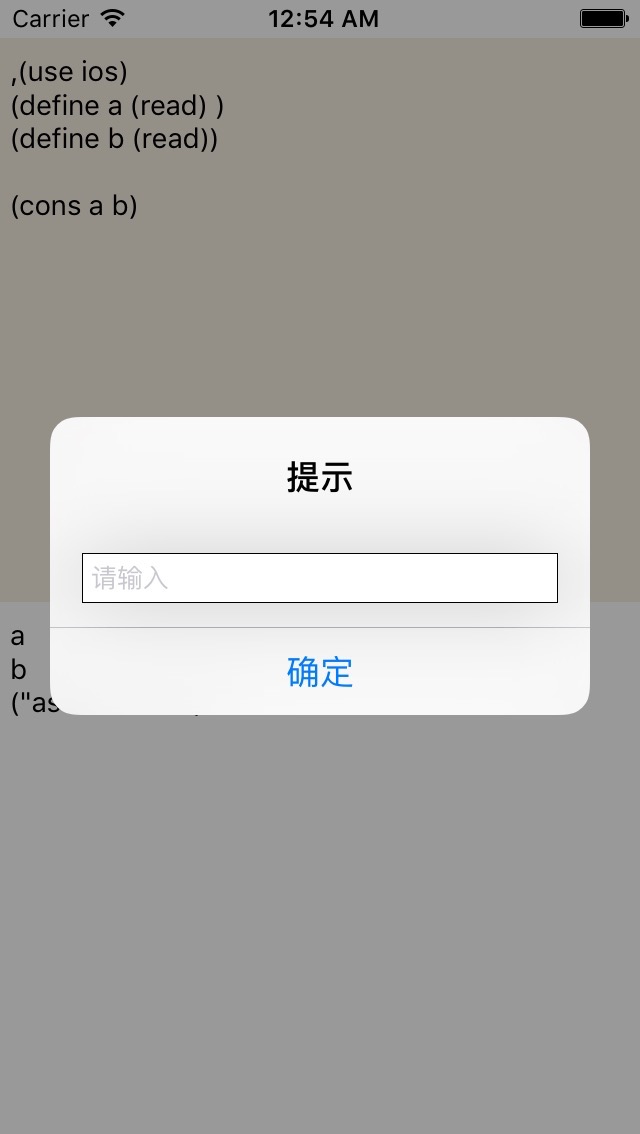 Carrier 12:54 AM
,(use ios)
(define a (read) )
(define b (read))
(cons a b)
提示
请输入
确定
a
b
("as